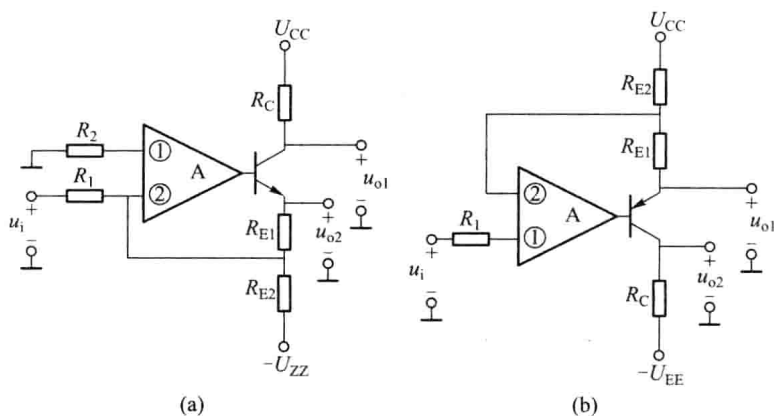 U_CC
R_C
R_2
①
A
R_1
②
u_i
+
−
u_o1
+
−
u_o2
+
−
R_E1
R_E2
−U_ZZ
(a)
U_CC
R_E2
R_E1
②
A
R_1
①
u_i
+
−
u_o1
+
−
u_o2
+
−
R_C
−U_EE
(b)